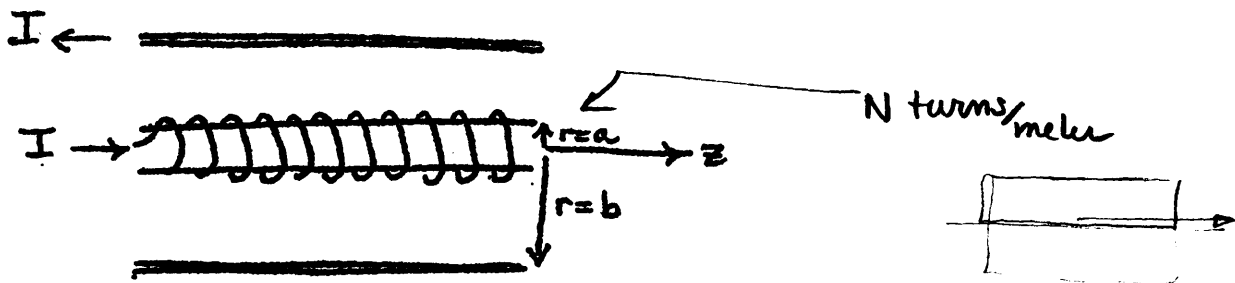 I
I
r=a
z
N turns/meter
r=b